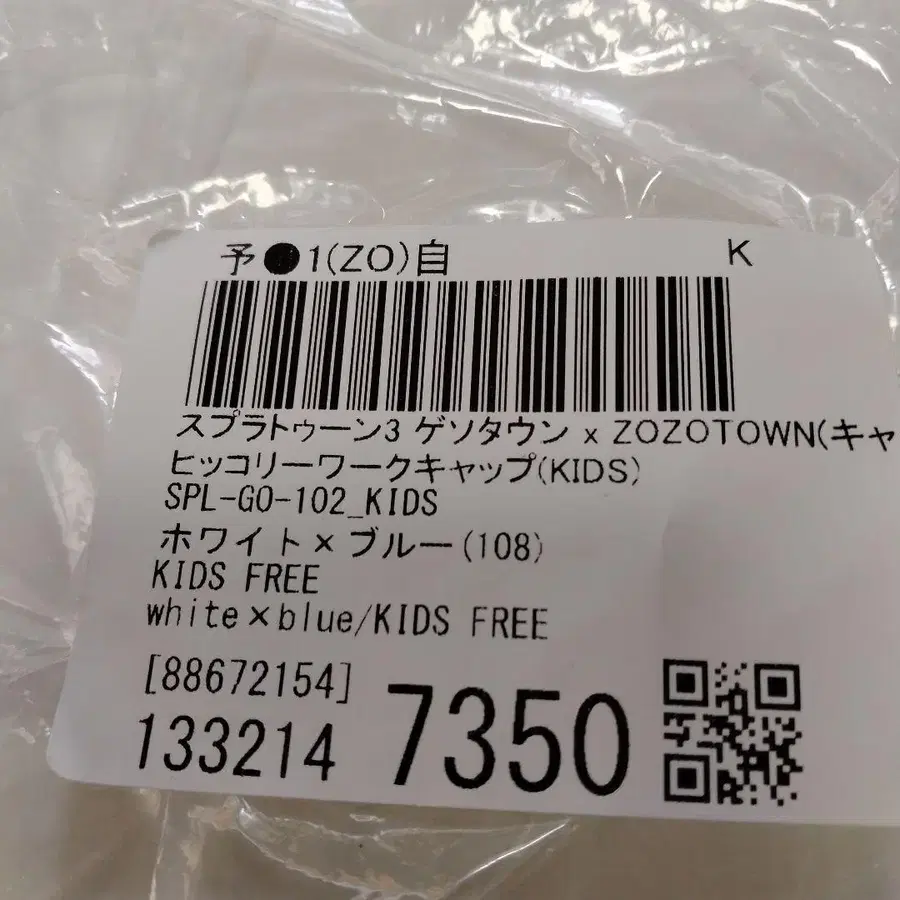 予●1(ZO)自 K
スプラトゥーン3 ゲソタウン x ZOZOTOWN(キャ
ヒッコリーワークキャップ(KIDS)
SPL-GO-102_KIDS
ホワイト×ブルー(108)
KIDS FREE
white×blue/KIDS FREE
[88672154]
133214 7350